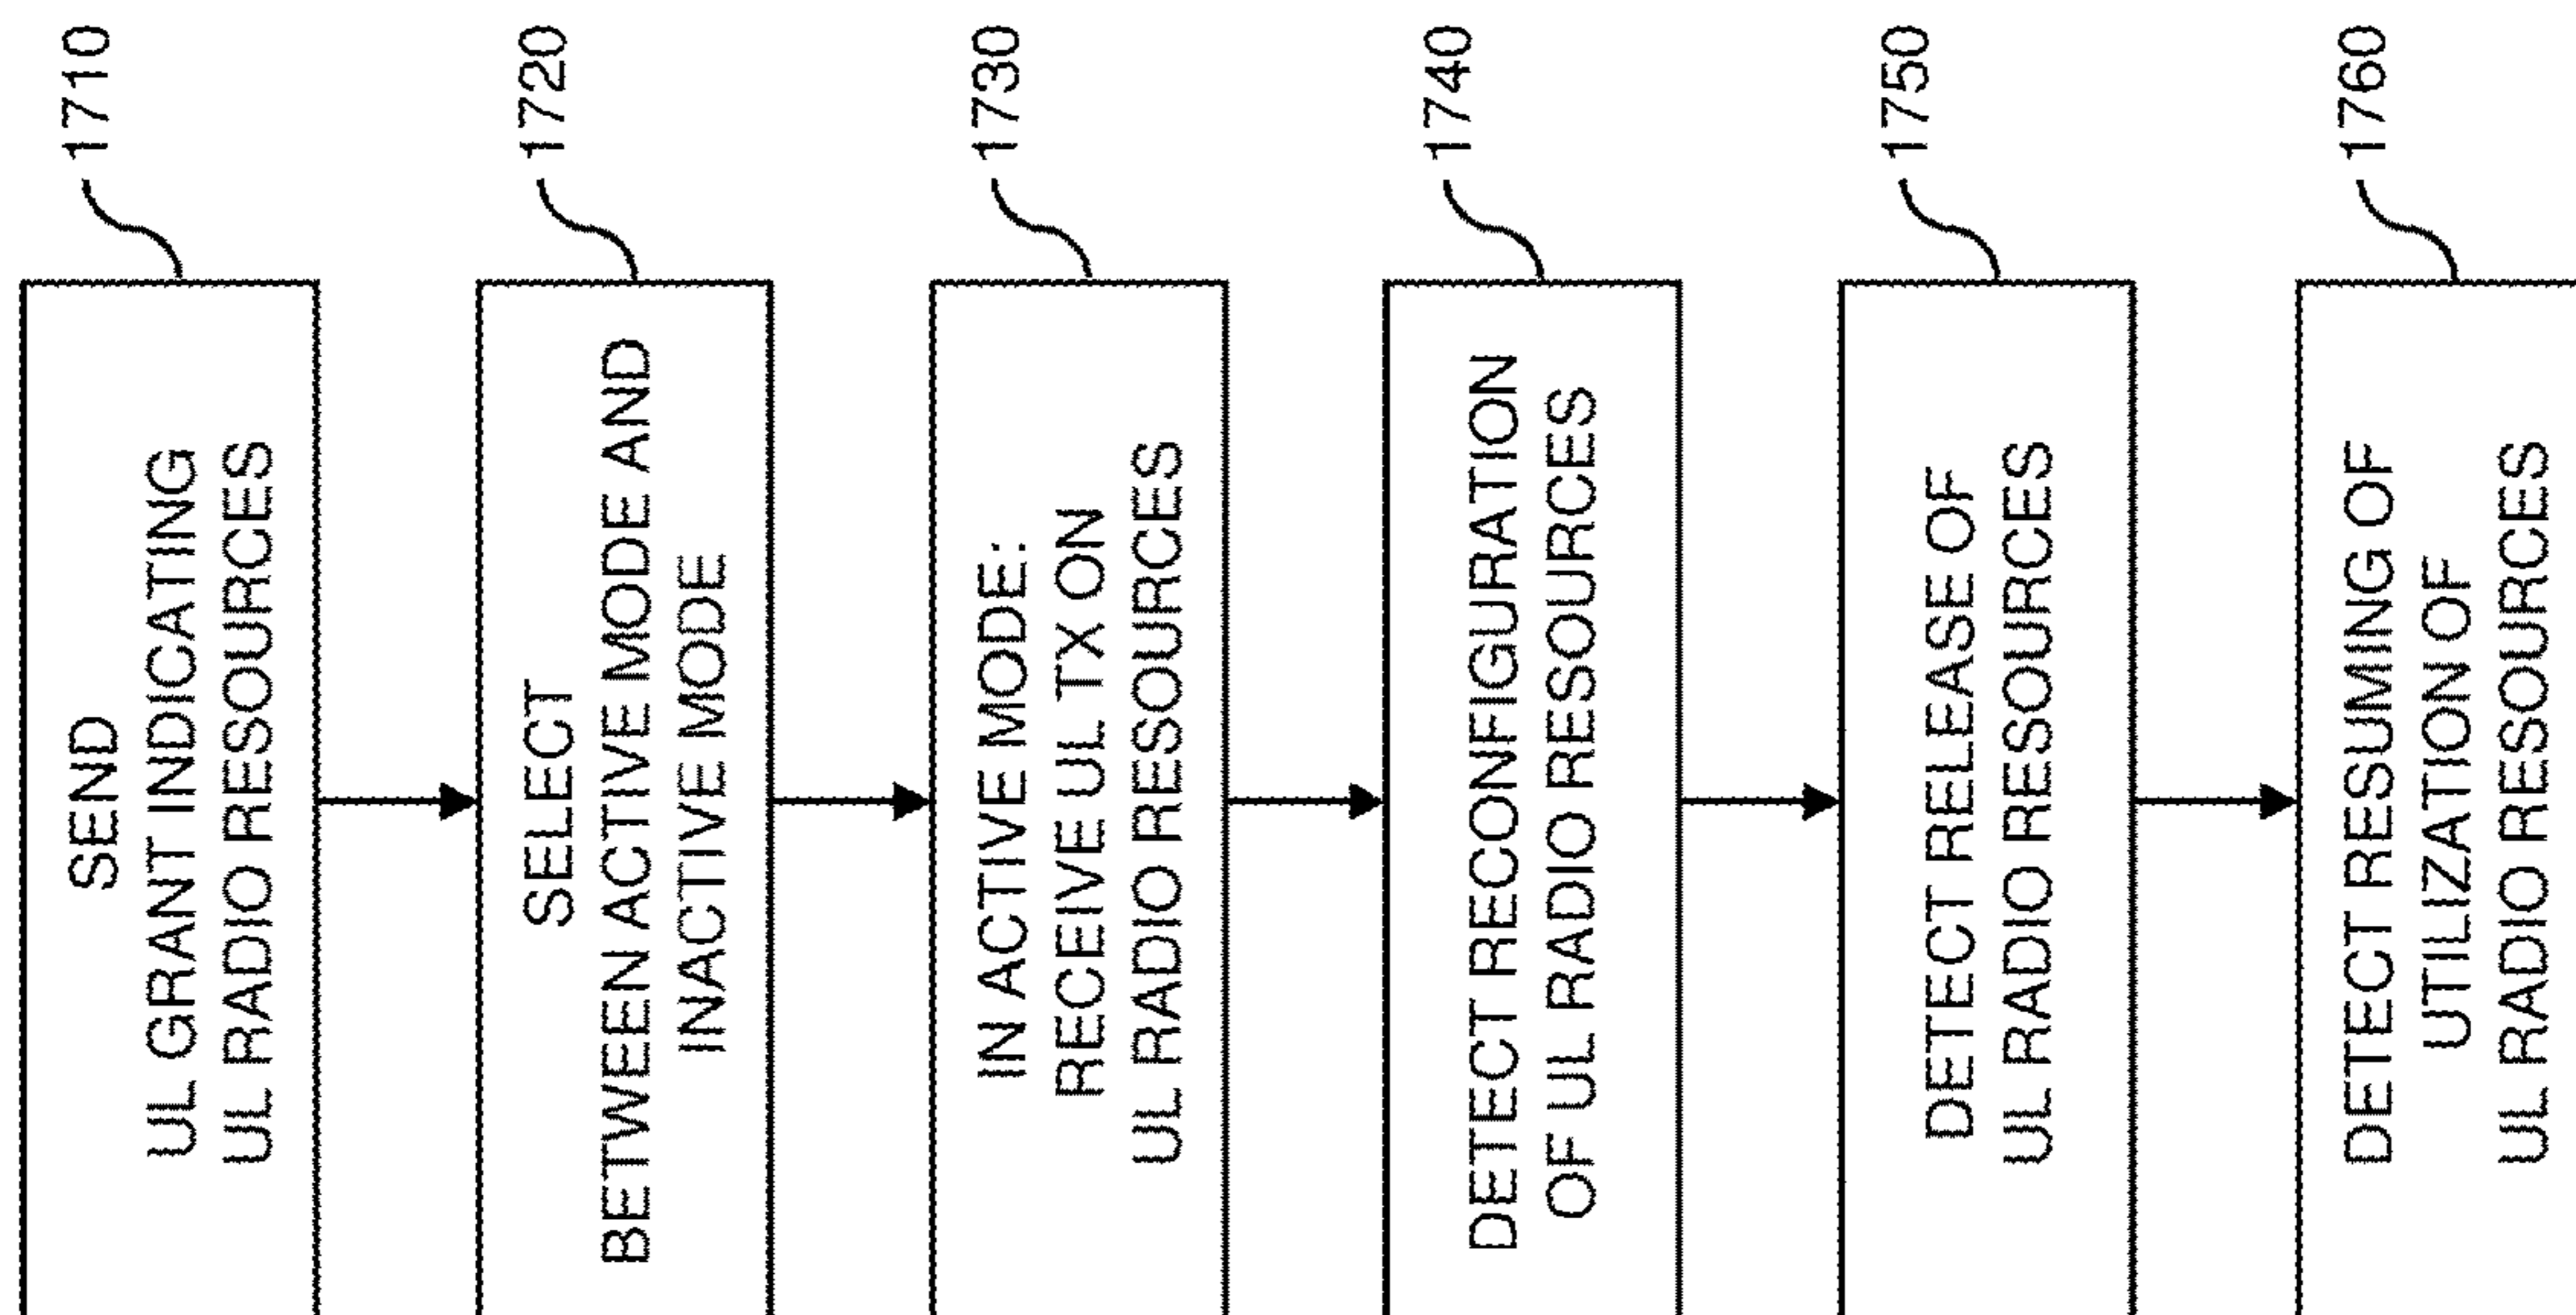 SEND
UL GRANT INDICATING
UL RADIO RESOURCES
1710
SELECT
BETWEEN ACTIVE MODE AND
INACTIVE MODE
1720
IN ACTIVE MODE:
RECEIVE UL TX ON
UL RADIO RESOURCES
1730
DETECT RECONFIGURATION
OF UL RADIO RESOURCES
1740
DETECT RELEASE OF
UL RADIO RESOURCES
1750
DETECT RESUMING OF
UTILIZATION OF
UL RADIO RESOURCES
1760